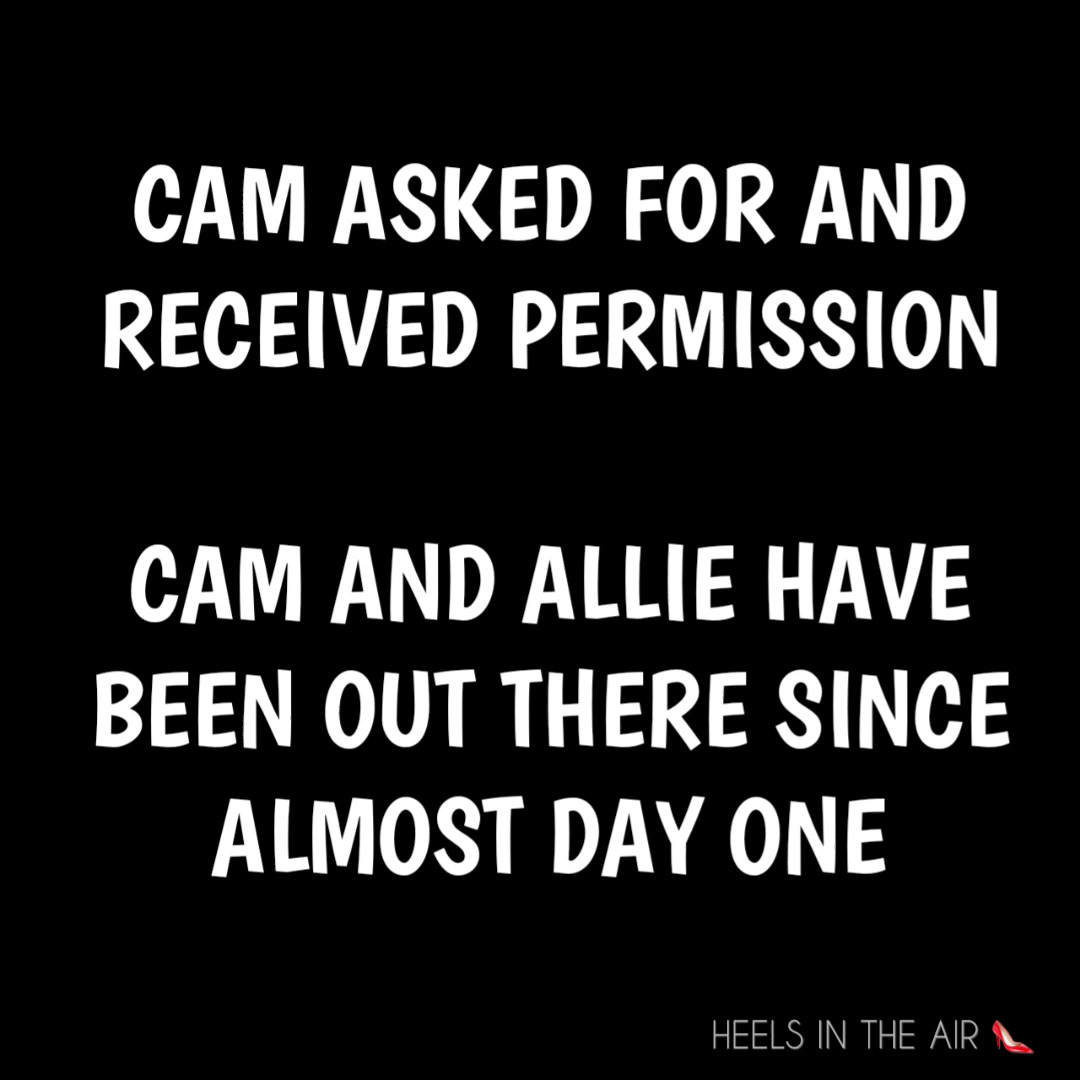 CAM ASKED FOR AND
RECEIVED PERMISSION
CAM AND ALLIE HAVE
BEEN OUT THERE SINCE
ALMOST DAY ONE
HEELS IN THE AIR 👠